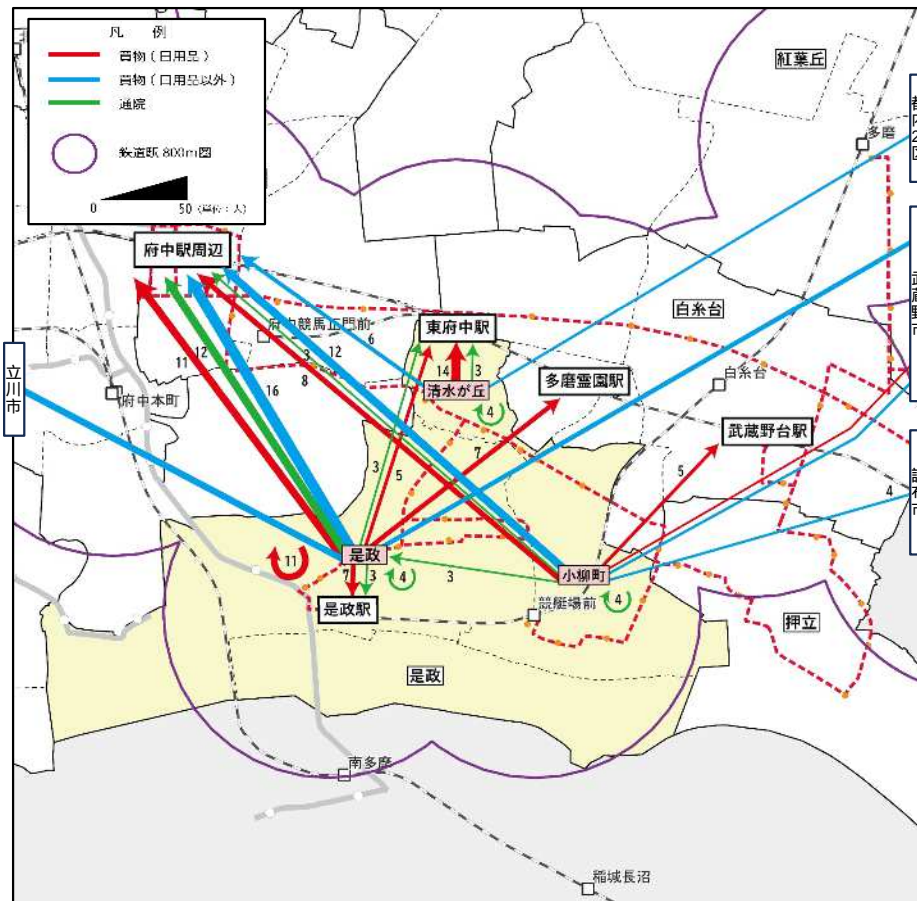 凡　例
買物（日用品）
買物（日用品以外）
通院
鉄道駅 800m圏
0
50（単位：人）
紅葉丘
多磨
立川市
府中駅周辺
府中競馬正門前
東府中駅
白糸台
府中本町
11
12
3
12
6
16
8
14
3
清水が丘
4
多磨霊園駅
白糸台
武蔵野台駅
7
3
5
5
4
是政
11
7
3
4
3
小柳町
4
是政駅
競艇場前
押立
是政
南多磨
稲城長沼